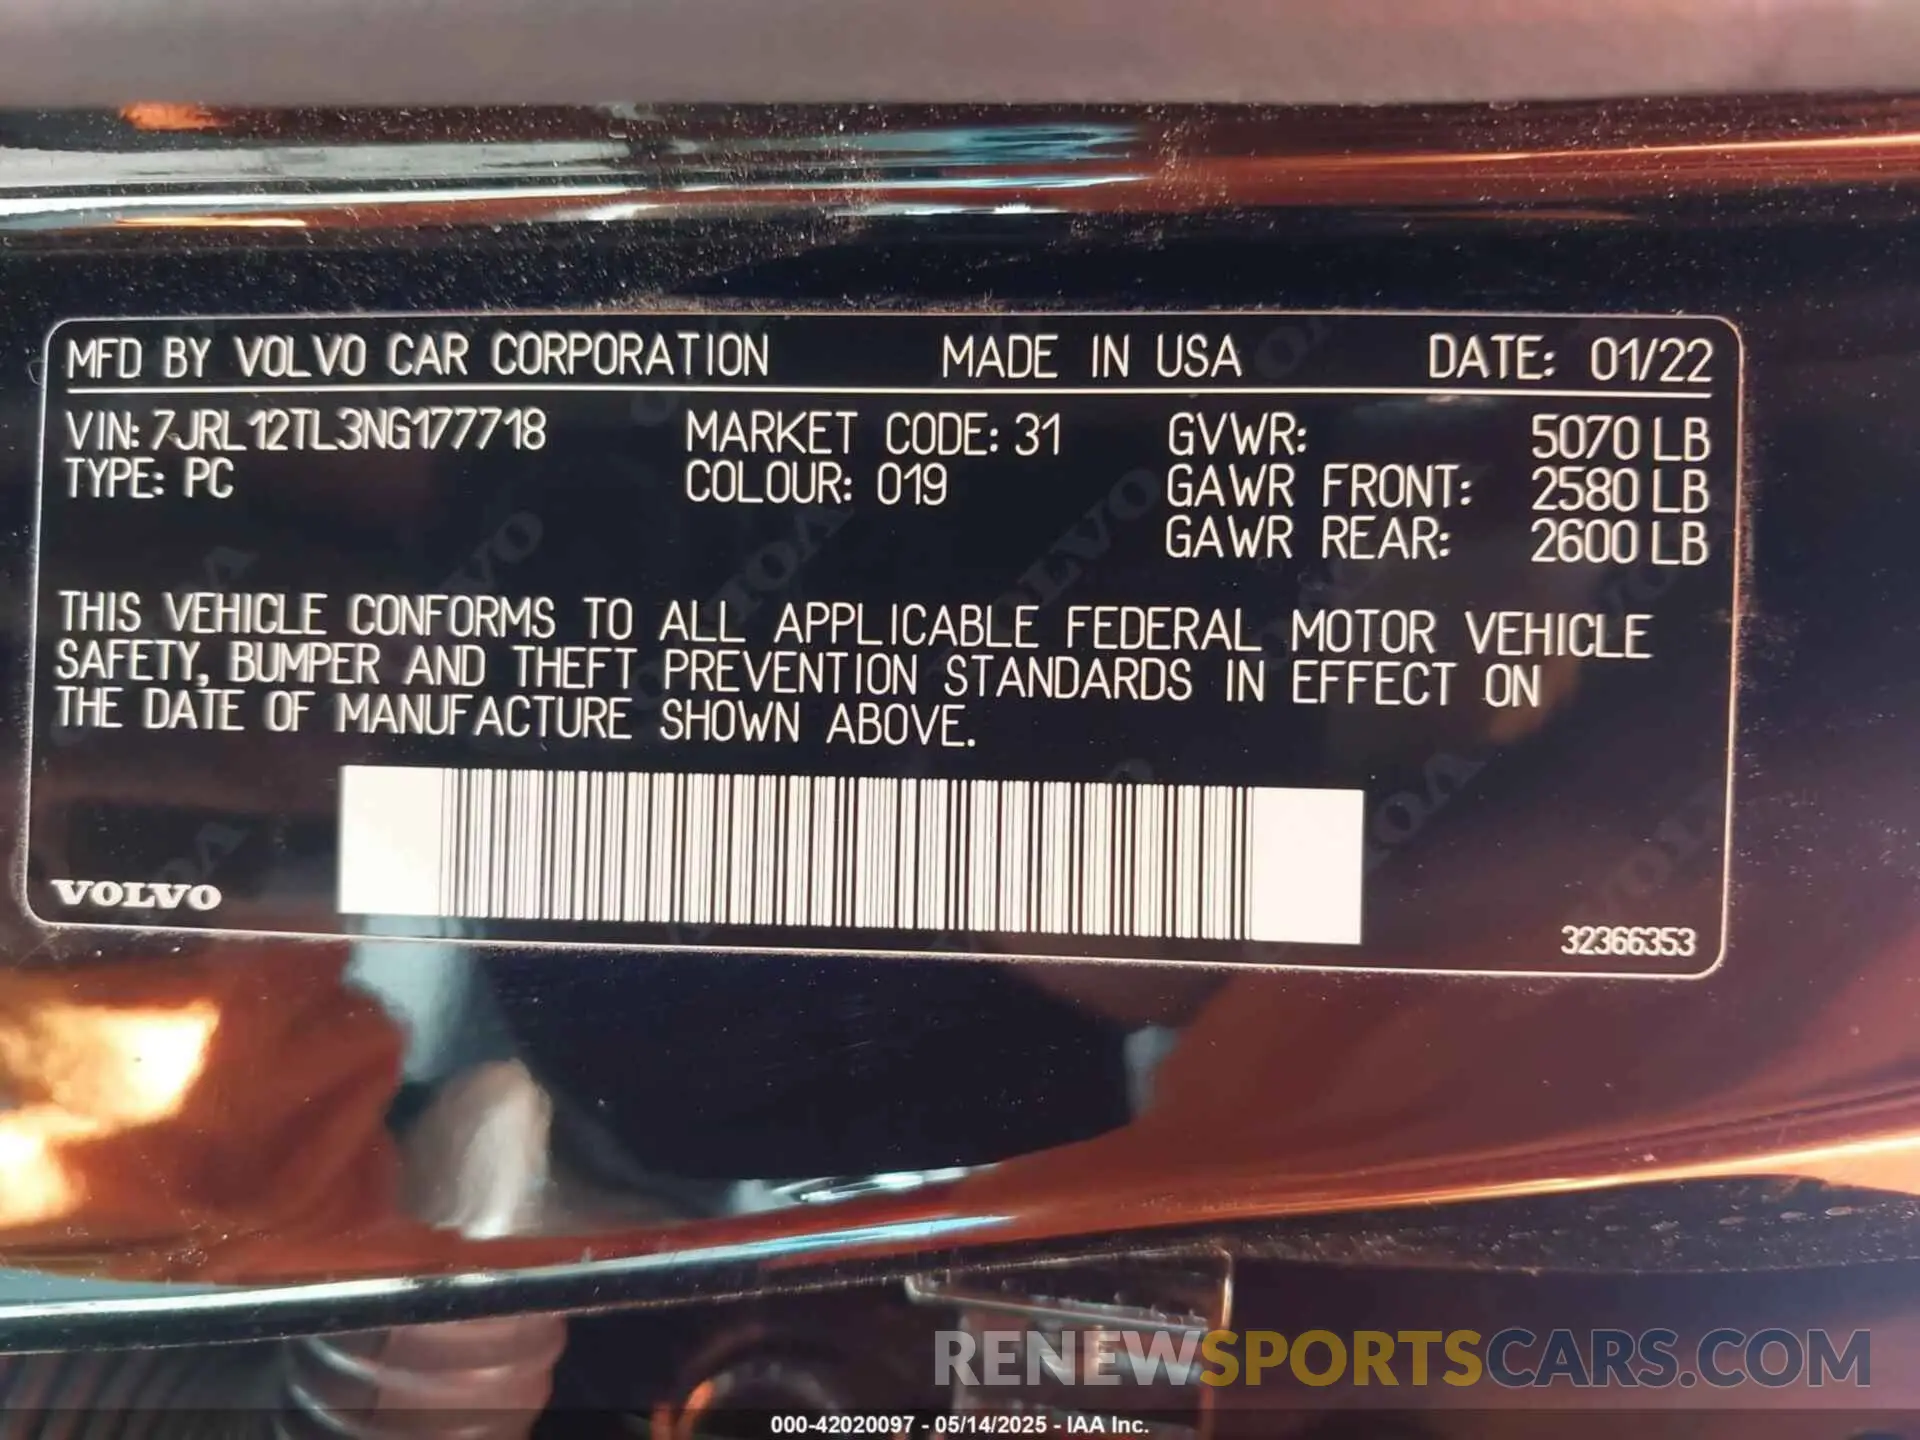 MFD BY VOLVO CAR CORPORATION MADE IN USA DATE: 01/22
VIN: 7JRL12TL3NG177718 MARKET CODE: 31 GVWR: 5070 LB
TYPE: PC COLOUR: 019 GAWR FRONT: 2580 LB
GAWR REAR: 2600 LB
THIS VEHICLE CONFORMS TO ALL APPLICABLE FEDERAL MOTOR VEHICLE
SAFETY, BUMPER AND THEFT PREVENTION STANDARDS IN EFFECT ON
THE DATE OF MANUFACTURE SHOWN ABOVE.
VOLVO
32366353
RENEWSPORTSCARS.COM
000-42020097 - 05/14/2025 - IAA Inc.